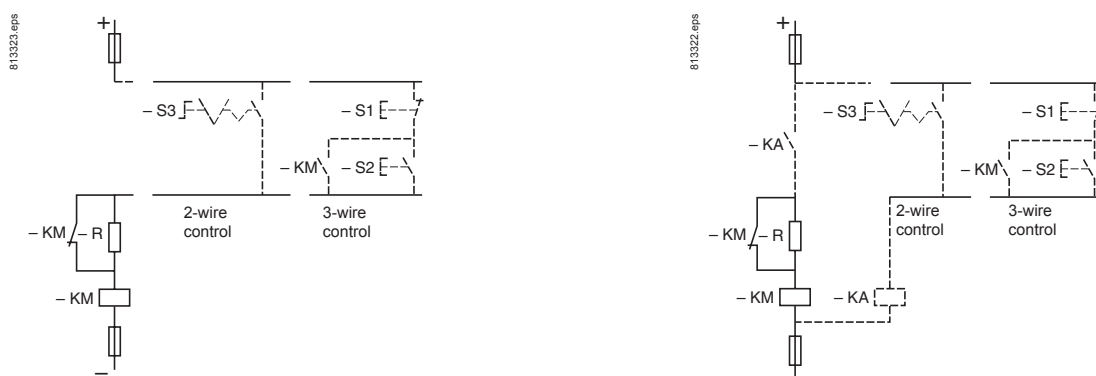 813323.eps
+
– S3
– S1
– KM
– S2
2-wire
control
3-wire
control
– KM
– R
– KM
–
813322.eps
+
– S3
– S1
– KA
– KM
– S2
2-wire
control
3-wire
control
– KM
– R
– KM
– KA